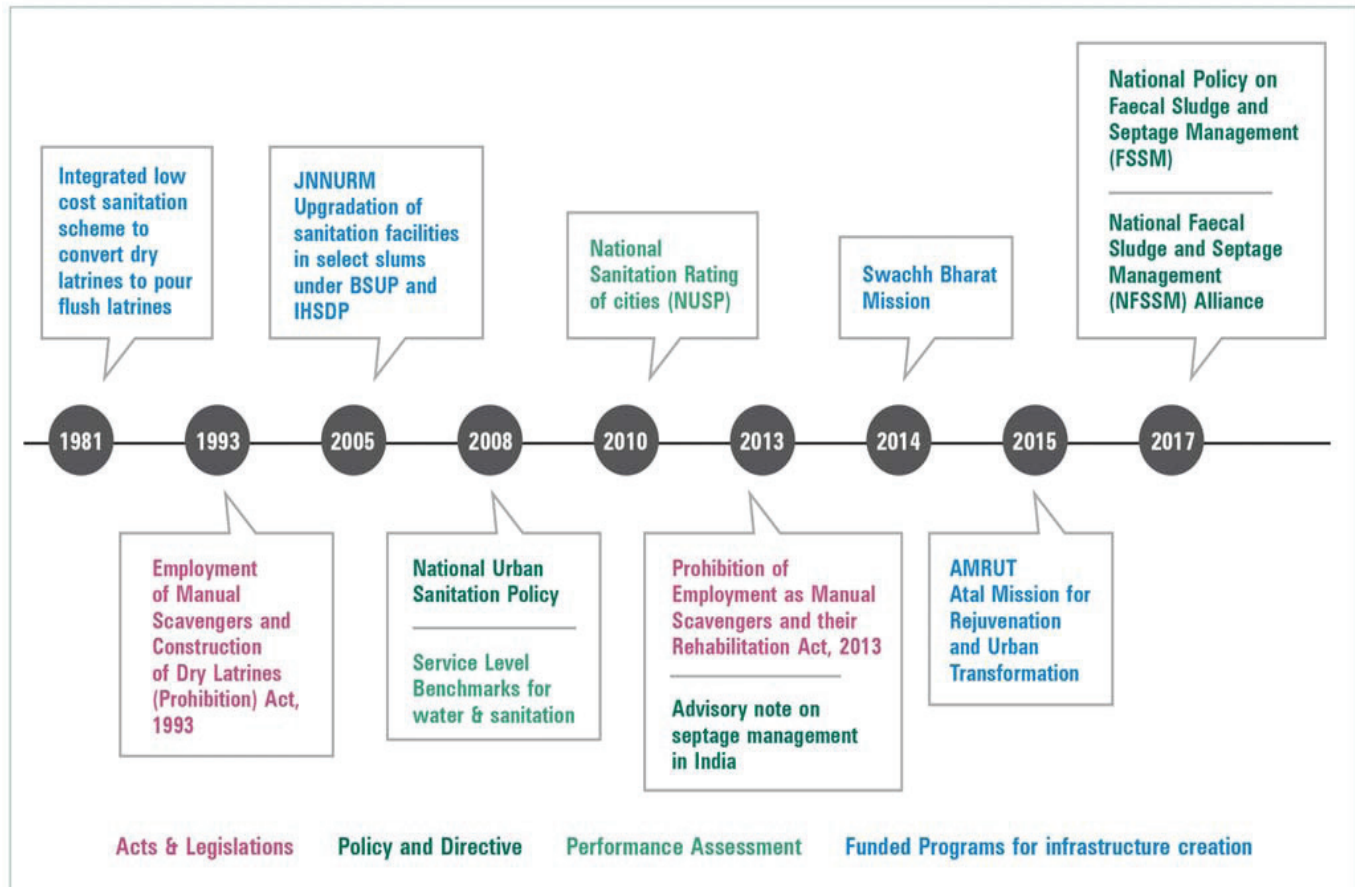 Integrated low
cost sanitation
scheme to
convert dry
latrines to pour
flush latrines
JNNURM
Upgradation of
sanitation facilities
in select slums
under BSUP and
IHSDP
National
Sanitation Rating
of cities (NUSP)
Swachh Bharat
Mission
National Policy on
Faecal Sludge and
Septage Management
(FSSM)
National Faecal
Sludge and Septage
Management
(NFSSM) Alliance
1981 1993 2005 2008 2010 2013 2014 2015 2017
Employment
of Manual
Scavengers and
Construction
of Dry Latrines
(Prohibition) Act,
1993
National Urban
Sanitation Policy
Service Level
Benchmarks for
water & sanitation
Prohibition of
Employment as Manual
Scavengers and their
Rehabilitation Act, 2013
Advisory note on
septage management
in India
AMRUT
Atal Mission for
Rejuvenation
and Urban
Transformation
Acts & Legislations Policy and Directive Performance Assessment Funded Programs for infrastructure creation